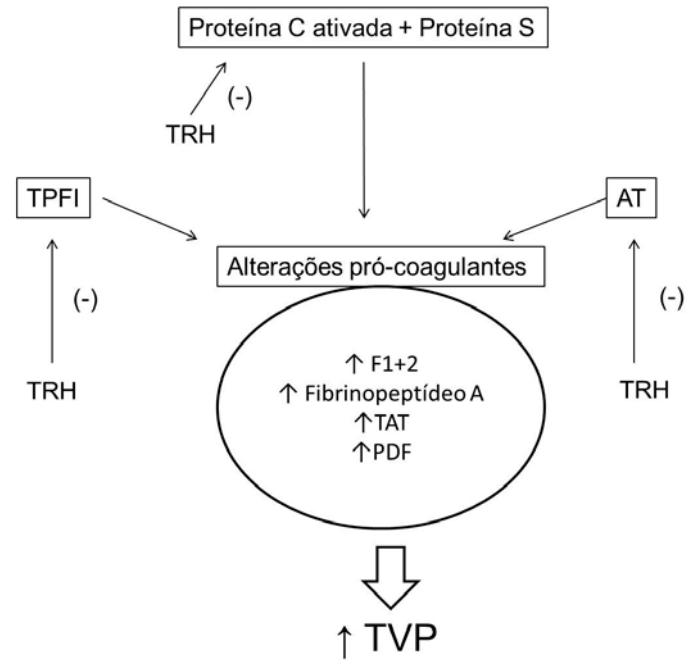 Proteína C ativada + Proteína S
(-)
TRH
TPFI
AT
Alterações pró-coagulantes
(-)
(-)
↑ F1+2
↑ Fibrinopeptídeo A
↑TAT
↑PDF
TRH
TRH
↑ TVP